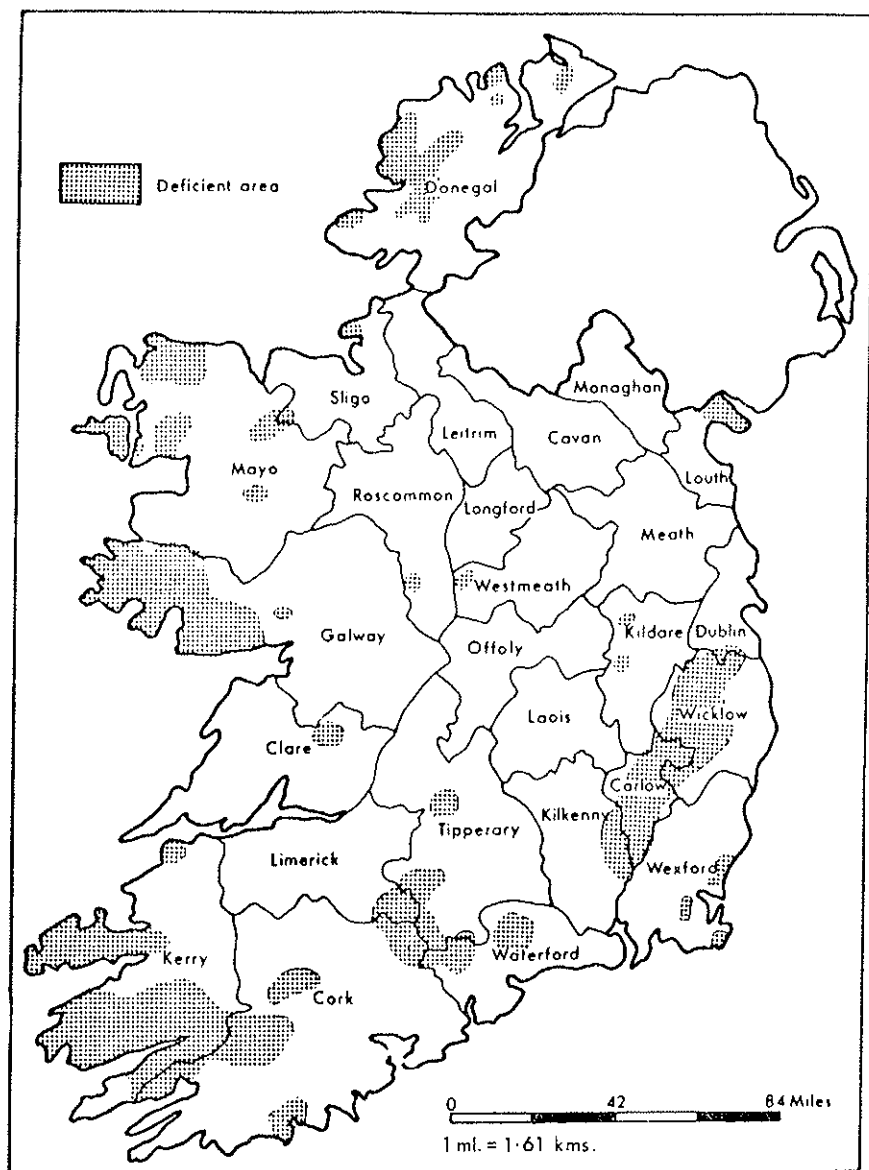 Donegal
Deficient area
Monaghan
Sligo
Leitrim
Cavan
Louth
Mayo
Roscommon
Longford
Meath
Westmeath
Galway
Offoly
Kildare
Dublin
Laois
Wicklow
Clare
Carlow
Tipperary
Kilkenny
Limerick
Wexford
Waterford
Kerry
Cork
0 42 84 Miles
1 ml. = 1·61 kms.